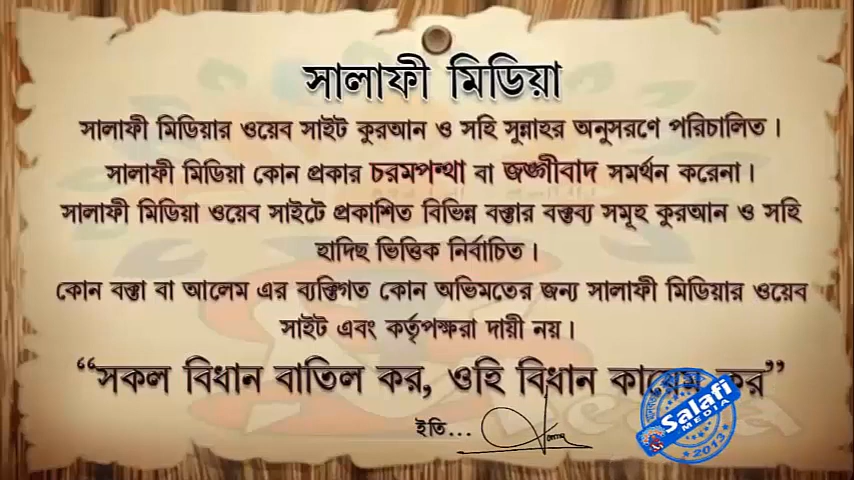 সালাফী মিডিয়া
সালাফী মিডিয়ার ওয়েব সাইট কুরআন ও সহি সুন্নাহর অনুসরণে পরিচালিত।
সালাফী মিডিয়া কোন প্রকার চরমপন্থা বা জঙ্গীবাদ সমর্থন করেনা।
সালাফী মিডিয়া ওয়েব সাইটে প্রকাশিত বিভিন্ন বক্তার বক্তব্য সমূহ কুরআন ও সহি
হাদিছ ভিত্তিক নির্বাচিত।
কোন বক্তা বা আলেম এর ব্যক্তিগত কোন অভিমতের জন্য সালাফী মিডিয়ার ওয়েব
সাইট এবং কর্তৃপক্ষরা দায়ী নয়।
“সকল বিধান বাতিল কর, ওহি বিধান কায়েম কর”
ইতি...
Salafi
MEDIA
2013